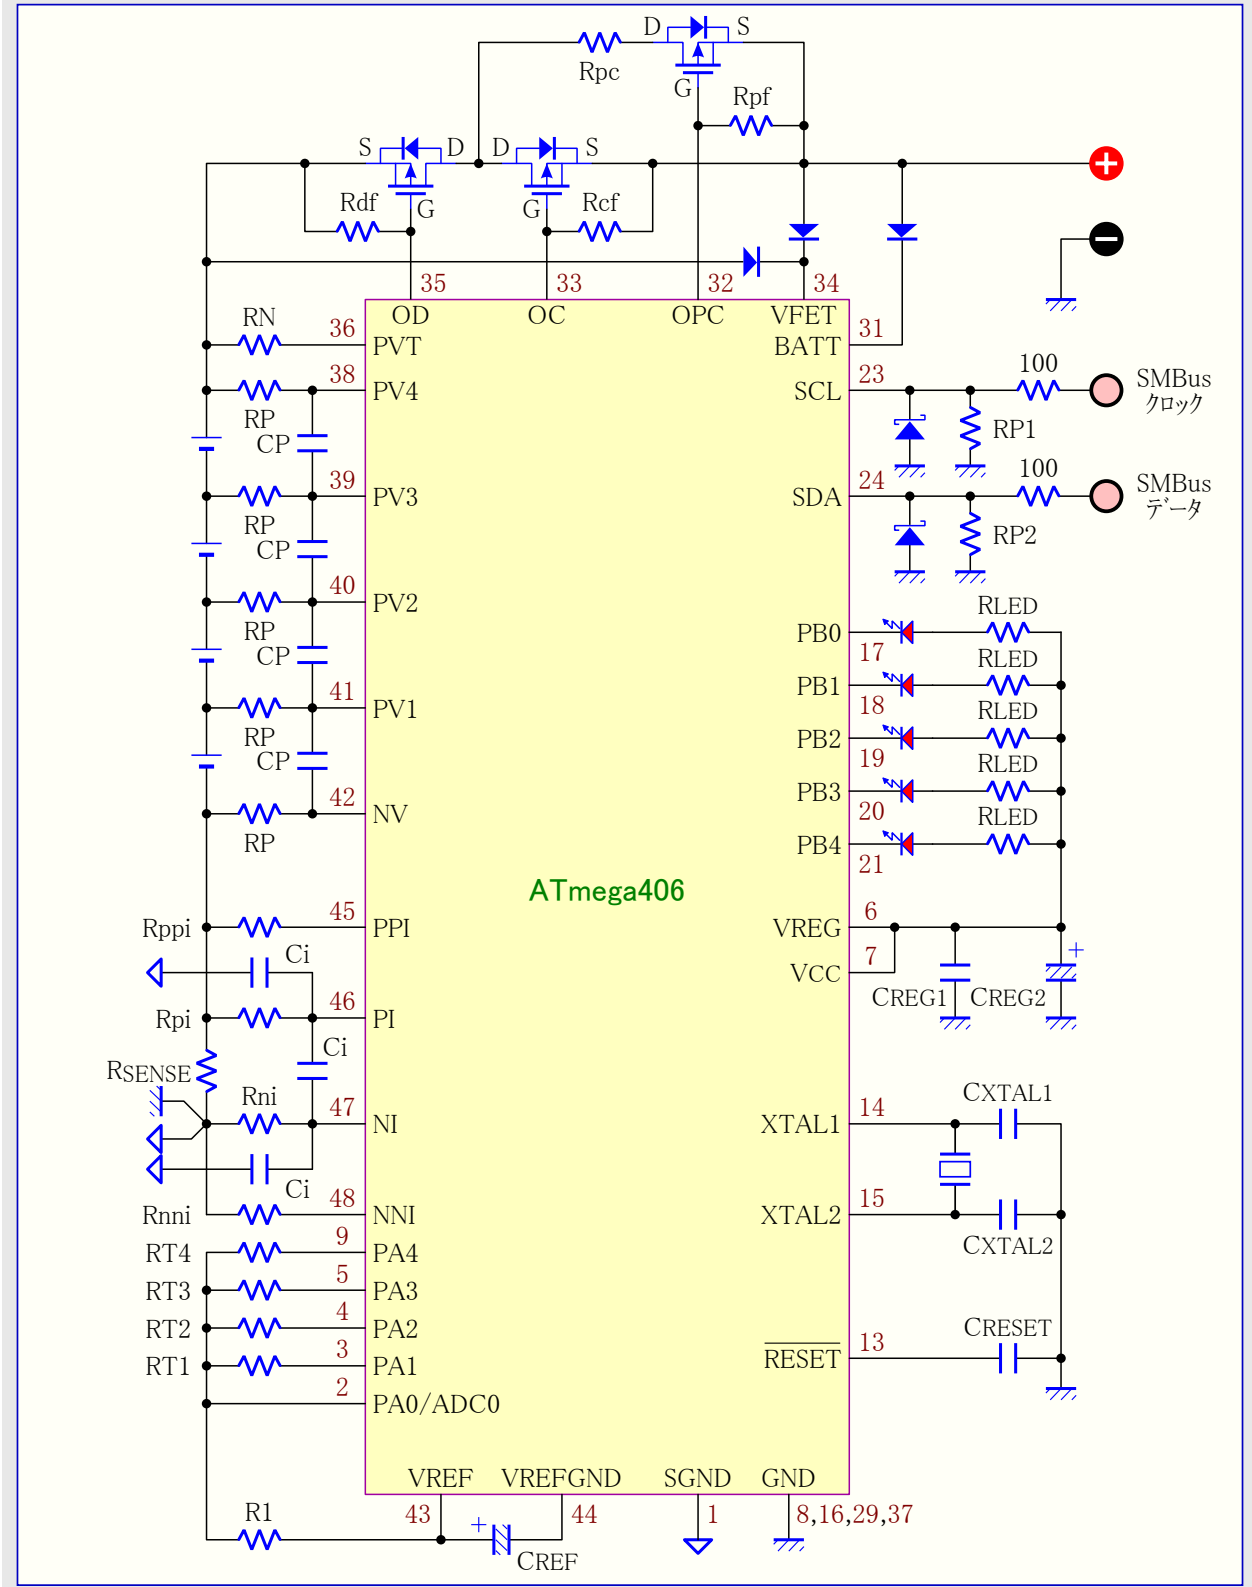 D S
Rpc
G
Rpf
S D D S
Rdf G G Rcf
+
−
35 33 32 34
OD OC OPC VFET
RN 36 PVT
BATT 31
RP 38 PV4
CP
SCL 23 100 SMBus
クロック
RP1
RP 39 PV3
CP
SDA 24 100 SMBus
データ
RP2
RP 40 PV2
CP
RP 41 PV1
CP
RP 42 NV
PB0 17 RLED
PB1 18 RLED
PB2 19 RLED
PB3 20 RLED
PB4 21 RLED
ATmega406
Rppi 45 PPI
VREG 6
VCC 7
CREG1 CREG2 +
Ci
Rpi 46 PI
Ci
RSENSE
Rni 47 NI
Ci
Rnni 48 NNI
XTAL1 14 CXTAL1
XTAL2 15 CXTAL2
RT4 9 PA4
RT3 5 PA3
RT2 4 PA2
RT1 3 PA1
2 PA0/ADC0
RESET 13 CRESET
VREF VREFGND SGND GND
R1 43 + 44 1 8,16,29,37
CREF